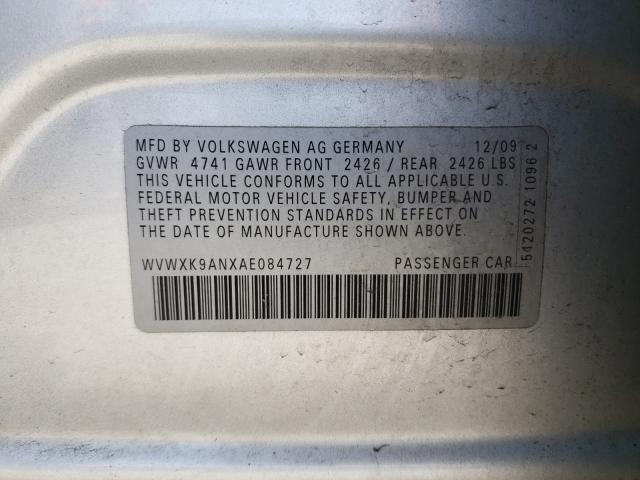 MFD BY VOLKSWAGEN AG GERMANY 12/09
GVWR 4741 GAWR FRONT 2426 / REAR 2426 LBS
THIS VEHICLE CONFORMS TO ALL APPLICABLE U.S.
FEDERAL MOTOR VEHICLE SAFETY, BUMPER AND
THEFT PREVENTION STANDARDS IN EFFECT ON
THE DATE OF MANUFACTURE SHOWN ABOVE.
WVWXK9ANXAE084727 PASSENGER CAR
5420272 1096 2